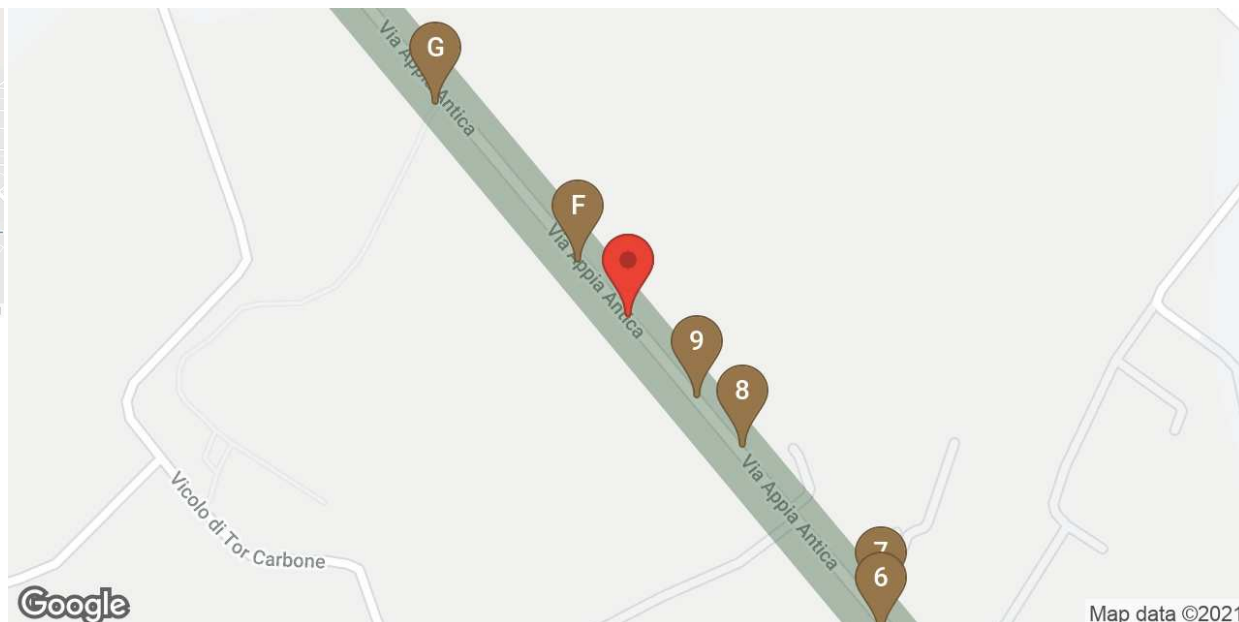 G
Via Appia Antica
F
Via Appia Antica
9
8
Via Appia Antica
Vicolo di Tor Carbone
7
6
Google
Map data ©2021